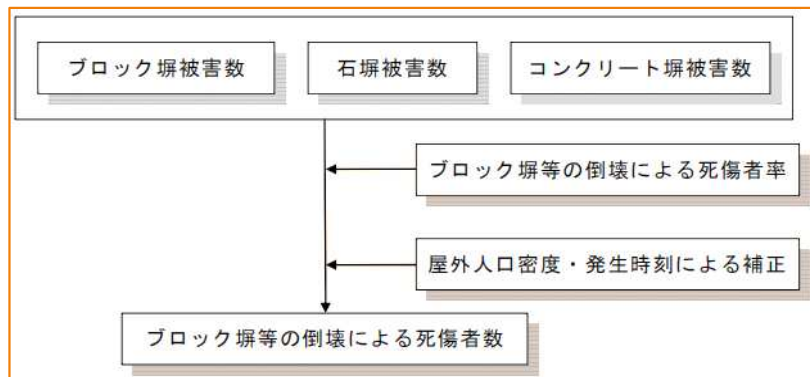 ブロック塀被害数
石塀被害数
コンクリート塀被害数
ブロック塀等の倒壊による死傷者率
屋外人口密度・発生時刻による補正
ブロック塀等の倒壊による死傷者数